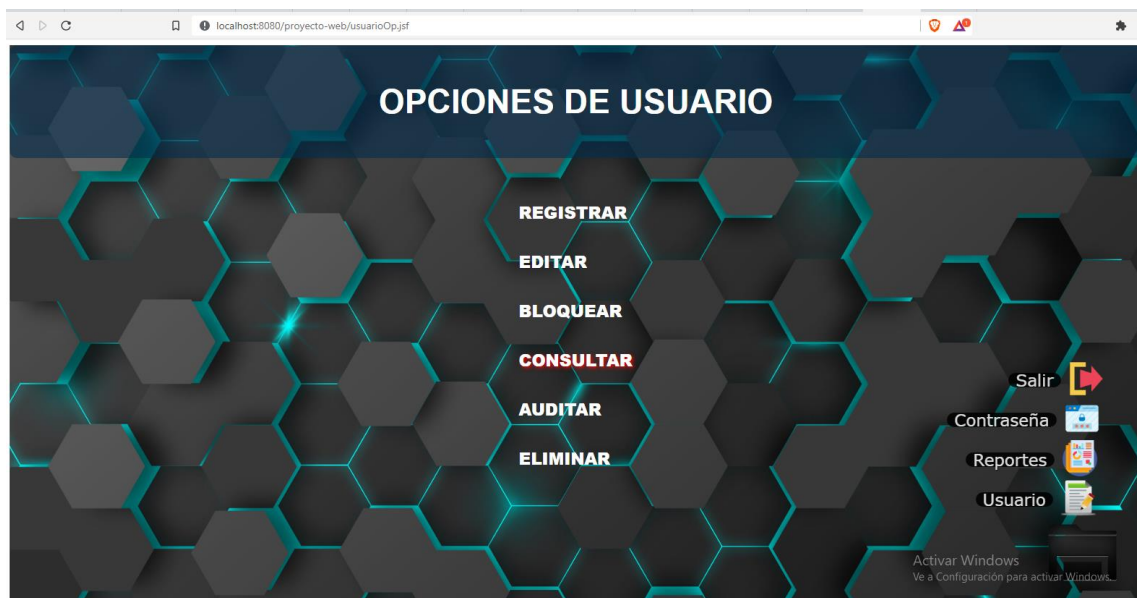 localhost:8080/proyecto-web/usuarioOp.jsf
1
OPCIONES DE USUARIO
REGISTRAR
EDITAR
BLOQUEAR
CONSULTAR
AUDITAR
ELIMINAR
Salir
Contraseña
Reportes
Usuario
Activar Windows
Ve a Configuración para activar Windows.